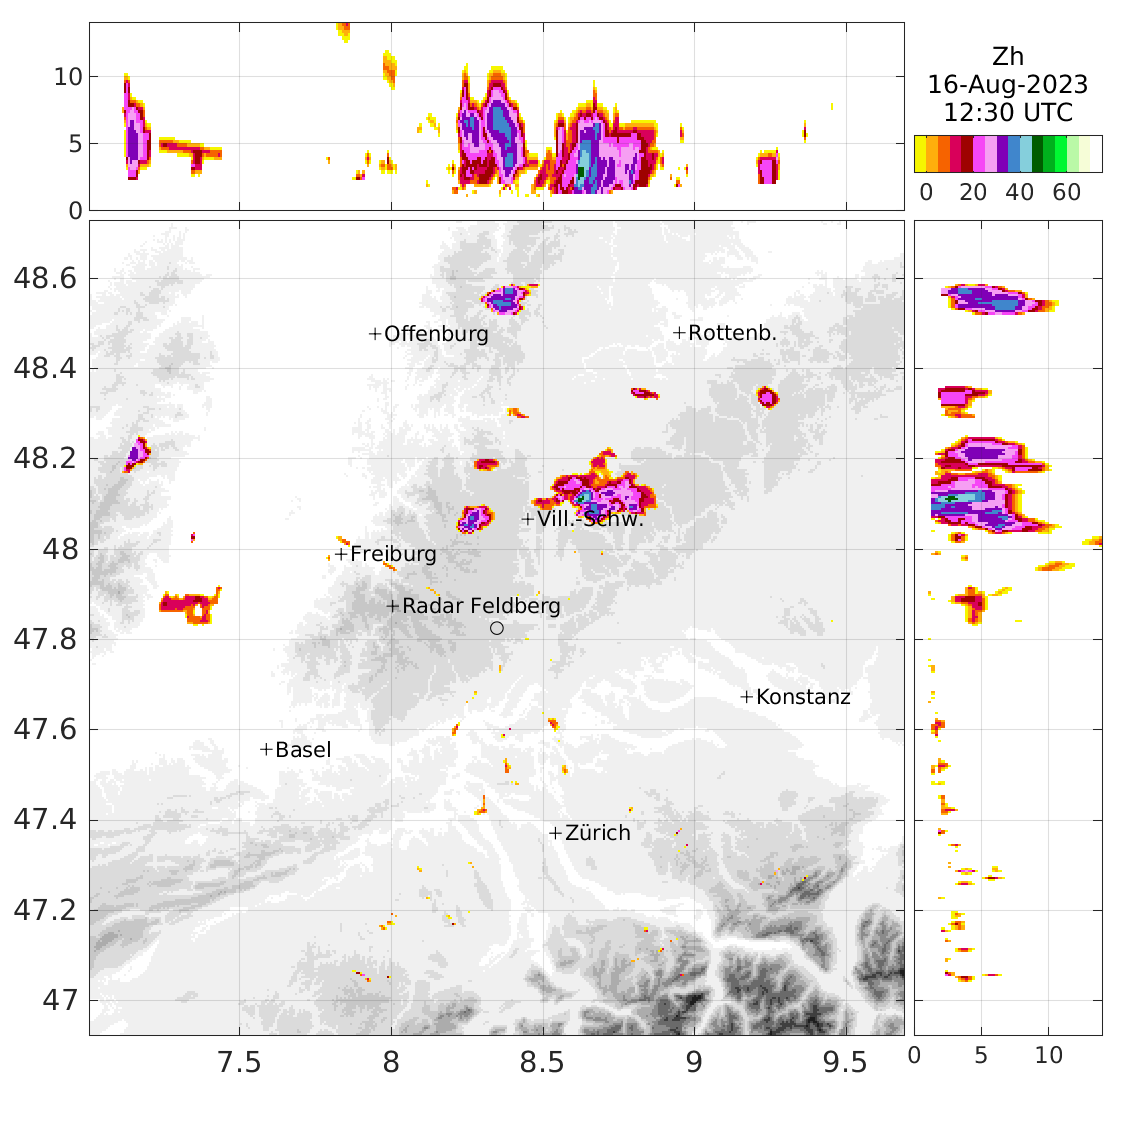 10
5
0
Zh
16-Aug-2023
12:30 UTC
0 20 40 60
48.6
48.4
48.2
48
47.8
47.6
47.4
47.2
47
+Offenburg
+Rottenb.
+Vill.-Schw.
+Freiburg
+Radar Feldberg
+Konstanz
+Basel
+Zürich
7.5 8 8.5 9 9.5
0 5 10